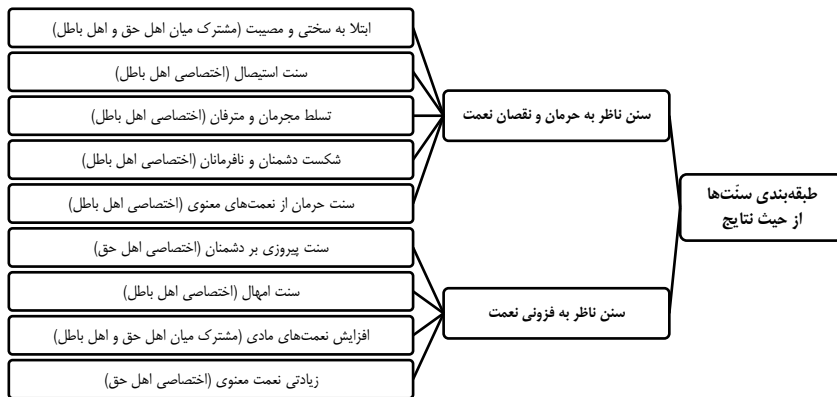 طبقه‌بندی سنّت‌ها
از حیث نتایج
سنن ناظر به حرمان و نقصان نعمت
ابتلا به سختی و مصیبت (مشترک میان اهل حق و اهل باطل)
سنت استیصال (اختصاصی اهل باطل)
تسلط مجرمان و مترفان (اختصاصی اهل باطل)
شکست دشمنان و نافرمانان (اختصاصی اهل باطل)
سنت حرمان از نعمت‌های معنوی (اختصاصی اهل باطل)
سنن ناظر به فزونی نعمت
سنت پیروزی بر دشمنان (اختصاصی اهل حق)
سنت امهال (اختصاصی اهل باطل)
افزایش نعمت‌های مادی (مشترک میان اهل حق و اهل باطل)
زیادتی نعمت معنوی (اختصاصی اهل حق)